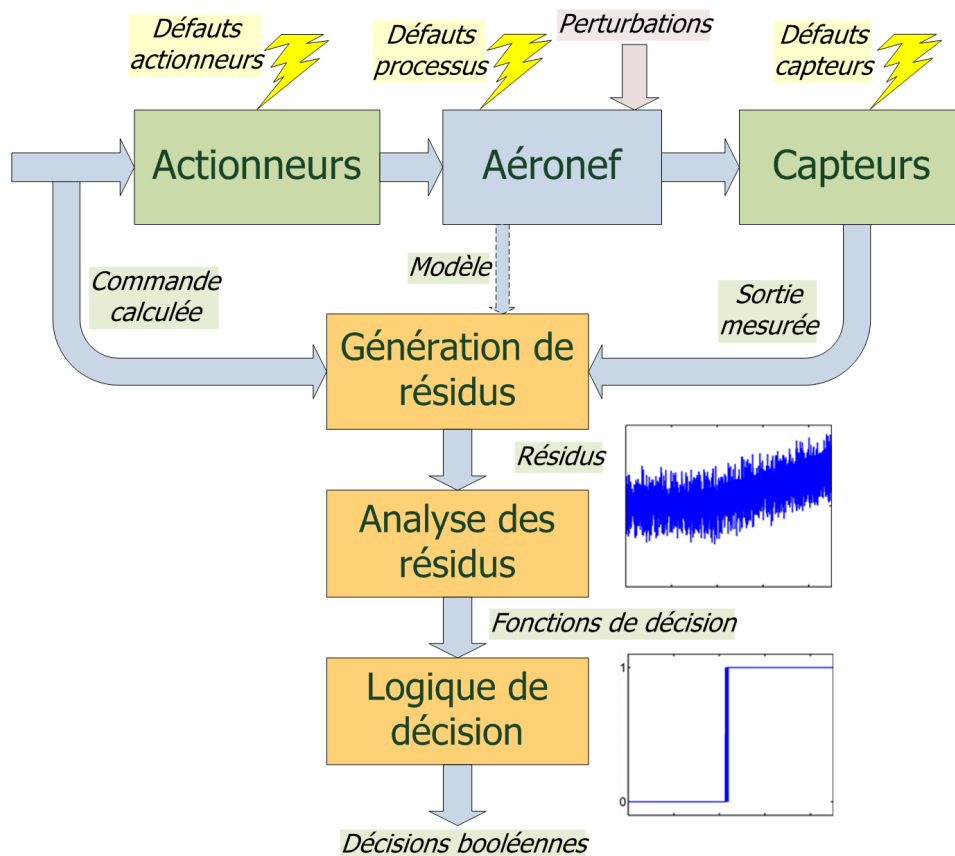 Défauts
actionneurs
Défauts
processus
Perturbations
Défauts
capteurs
Actionneurs
Aéronef
Capteurs
Commande
calculée
Modèle
Sortie
mesurée
Génération de
résidus
Résidus
Analyse des
résidus
Fonctions de décision
Logique de
décision
1
0
Décisions booléennes